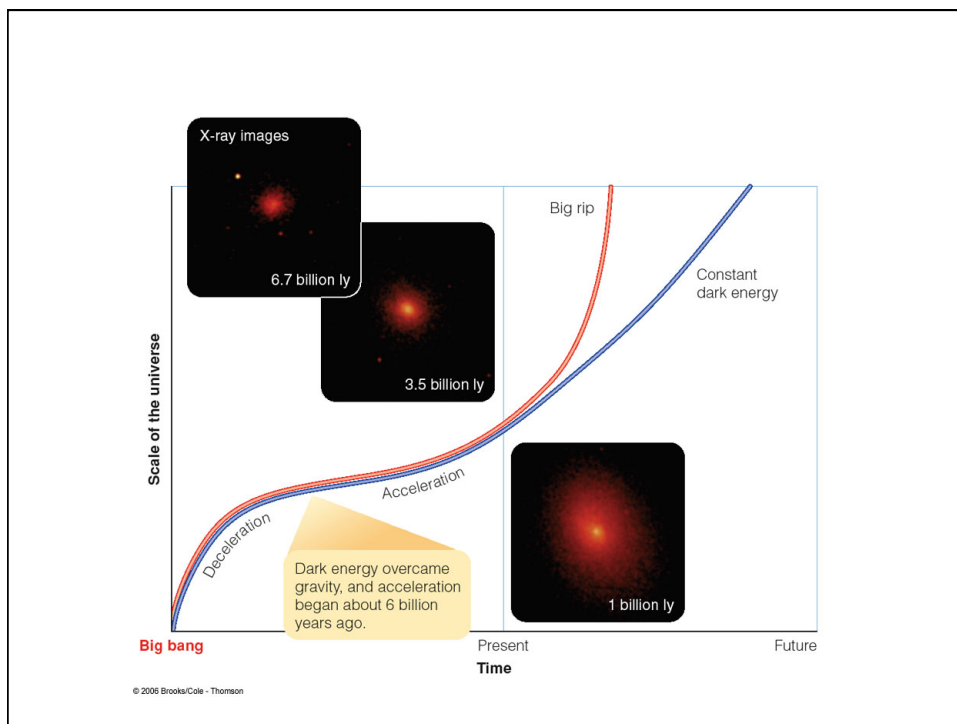 X-ray images
6.7 billion ly
3.5 billion ly
Big rip
Constant
dark energy
Scale of the universe
Deceleration
Acceleration
Dark energy overcame
gravity, and acceleration
began about 6 billion
years ago.
1 billion ly
Big bang
Present
Future
Time
© 2006 Brooks/Cole - Thomson